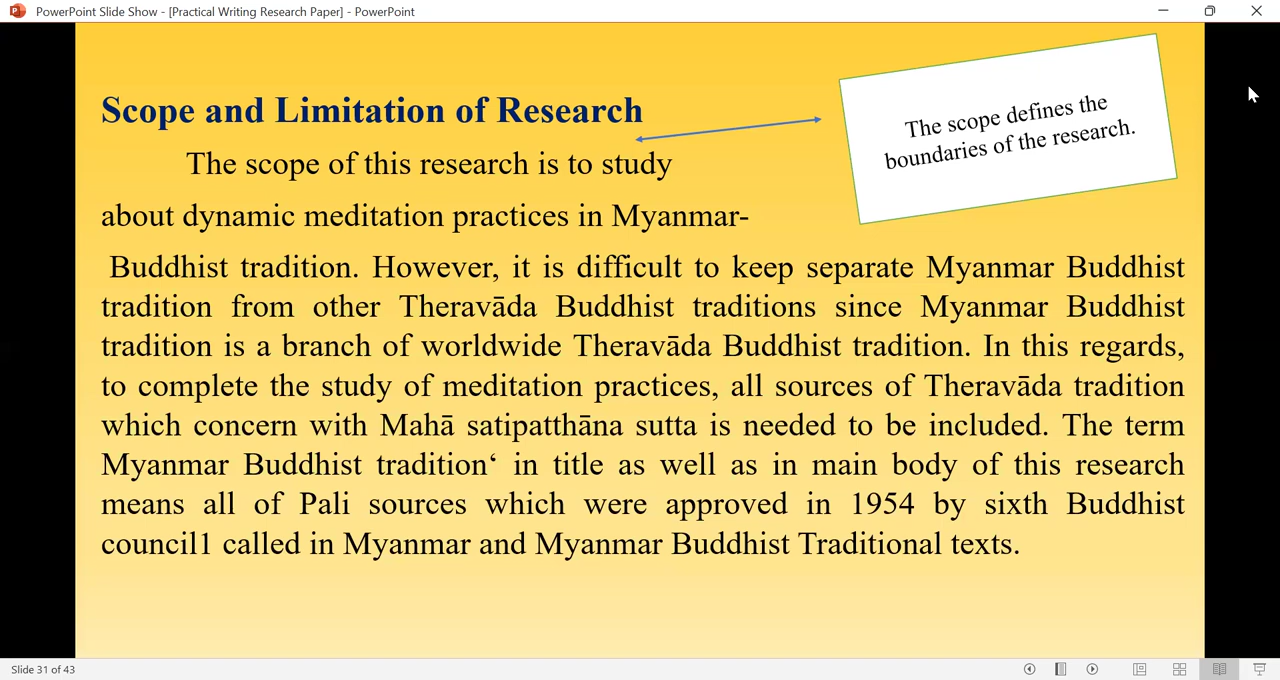 PowerPoint Slide Show - [Practical Writing Research Paper] - PowerPoint
Scope and Limitation of Research
The scope defines the
boundaries of the research.
The scope of this research is to study
about dynamic meditation practices in Myanmar-
Buddhist tradition. However, it is difficult to keep separate Myanmar Buddhist
tradition from other Theravāda Buddhist traditions since Myanmar Buddhist
tradition is a branch of worldwide Theravāda Buddhist tradition. In this regards,
to complete the study of meditation practices, all sources of Theravāda tradition
which concern with Mahā satipatthāna sutta is needed to be included. The term
Myanmar Buddhist tradition‘ in title as well as in main body of this research
means all of Pali sources which were approved in 1954 by sixth Buddhist
council1 called in Myanmar and Myanmar Buddhist Traditional texts.
Slide 31 of 43